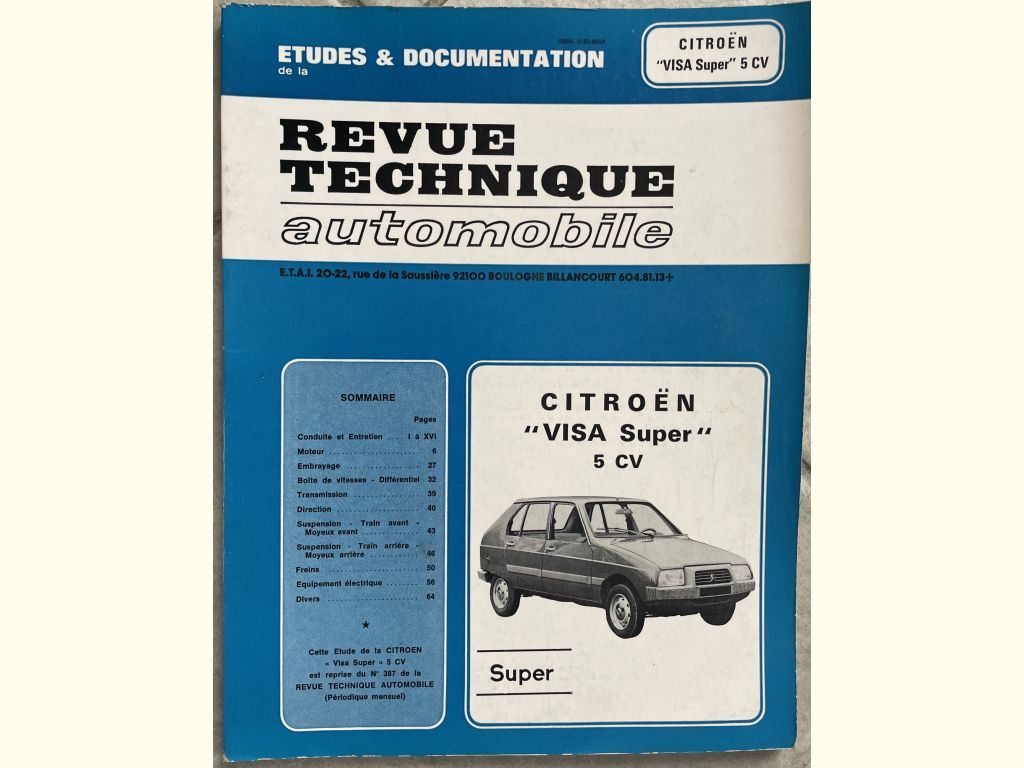 ETUDES & DOCUMENTATION
de la
CITROËN
"VISA Super" 5 CV
REVUE
TECHNIQUE
automobile
E.T.A.I. 20-22, rue de la Saussière 92100 BOULOGNE BILLANCOURT 604.81.13+
SOMMAIRE
Pages
Conduite et Entretien .... I à XVI
Moteur ...................... 6
Embrayage .................. 27
Boîte de vitesses - Différentiel 32
Transmission ................ 39
Direction .................... 40
Suspension - Train avant -
Moyeux avant .............. 43
Suspension - Train arrière -
Moyeux arrière ............ 46
Freins ...................... 50
Equipement électrique ........ 56
Divers ...................... 64
★
Cette Etude de la CITROEN
« Visa Super » 5 CV
est reprise du N° 387 de la
REVUE TECHNIQUE AUTOMOBILE
(Périodique mensuel)
CITROËN
"VISA Super"
5 CV
Super